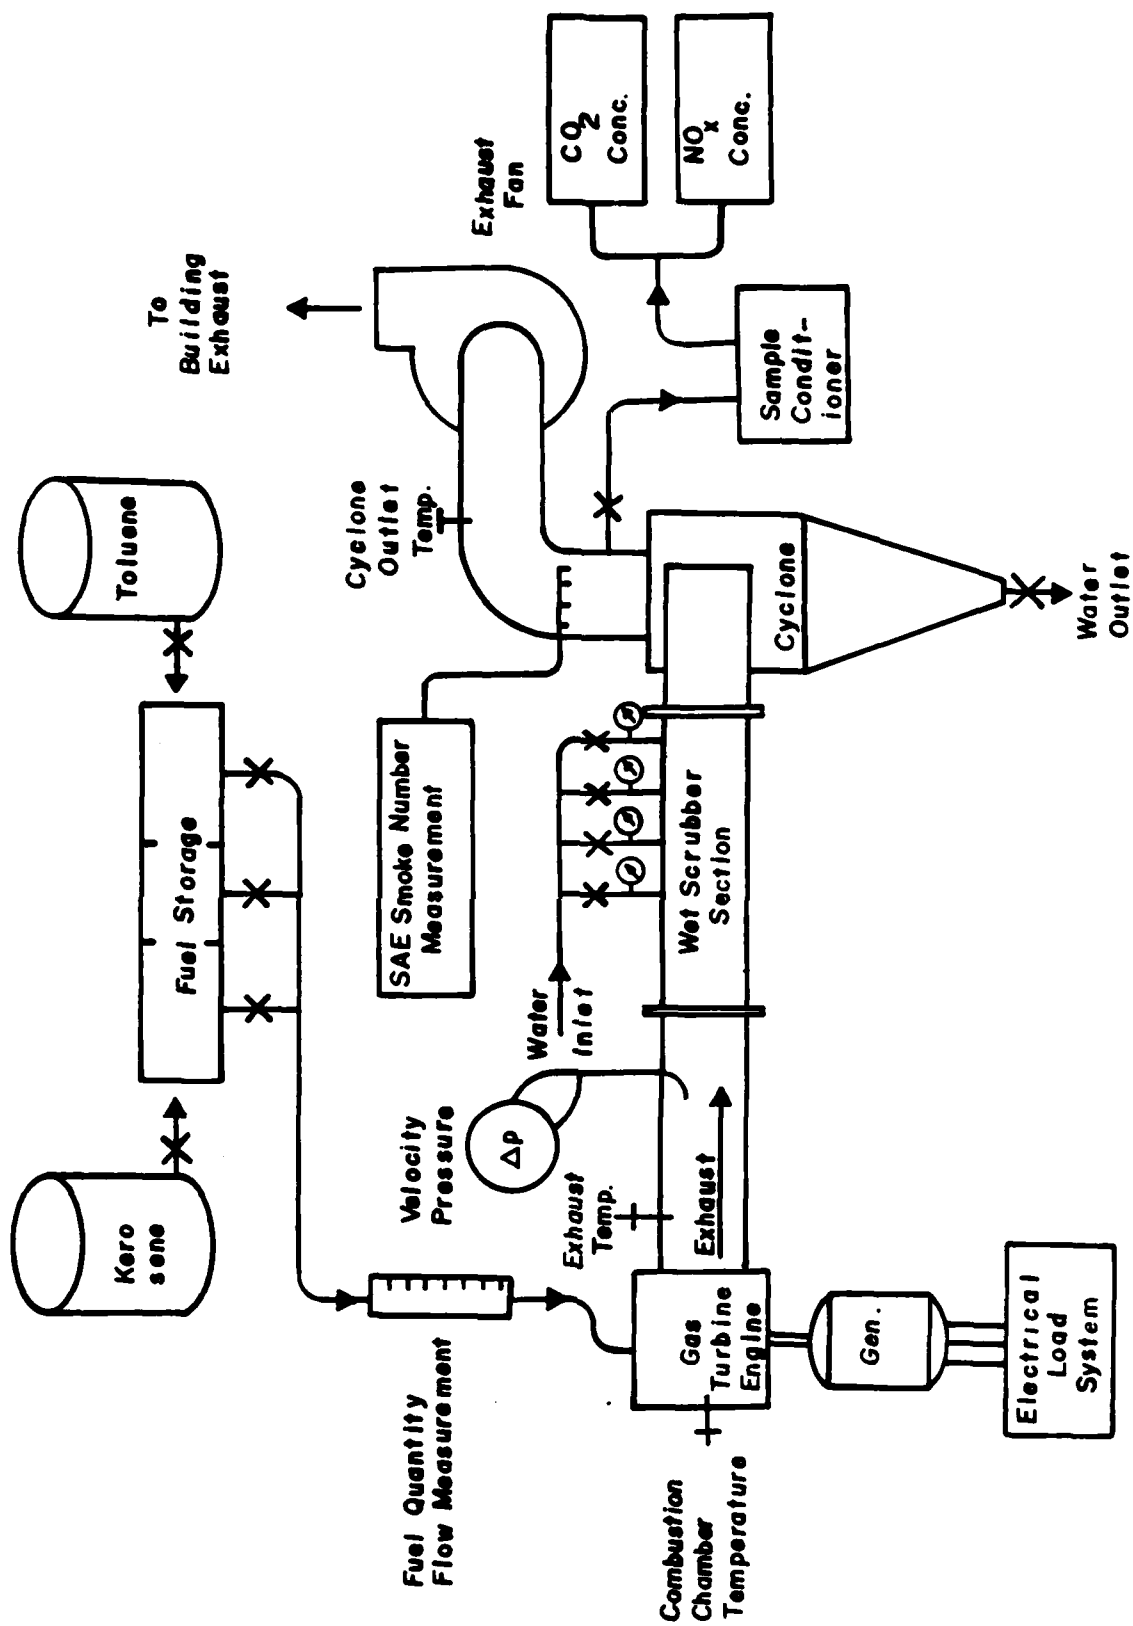 Kero
sene
Fuel Storage
Toluene
To
Building
Exhaust
Fuel Quantity
Flow Measurement
Velocity
Pressure
ΔP
SAE Smoke Number
Measurement
Cyclone
Outlet
Temp.
Exhaust
Fan
Exhaust
Temp.
Water
Inlet
CO2
Conc.
NOx
Conc.
Combustion
Chamber
Temperature
Gas
Turbine
Engine
Exhaust
Wet Scrubber
Section
Cyclone
Sample
Condit-
ioner
Gen.
Electrical
Load
System
Water
Outlet